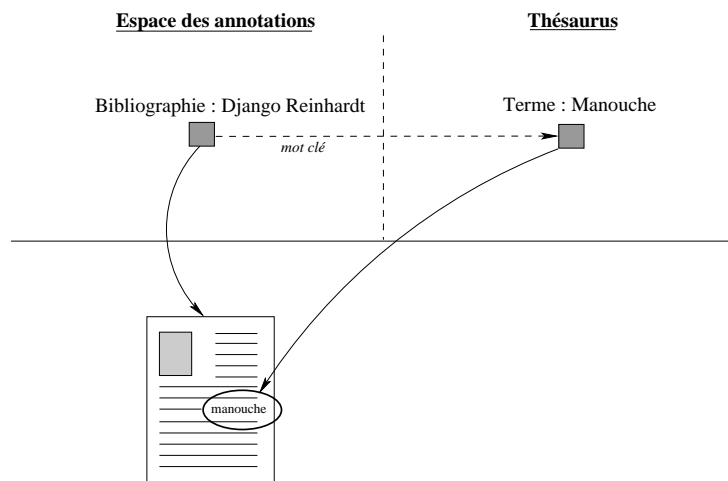 Espace des annotations
Thésaurus
Bibliographie : Django Reinhardt
Terme : Manouche
mot clé
manouche